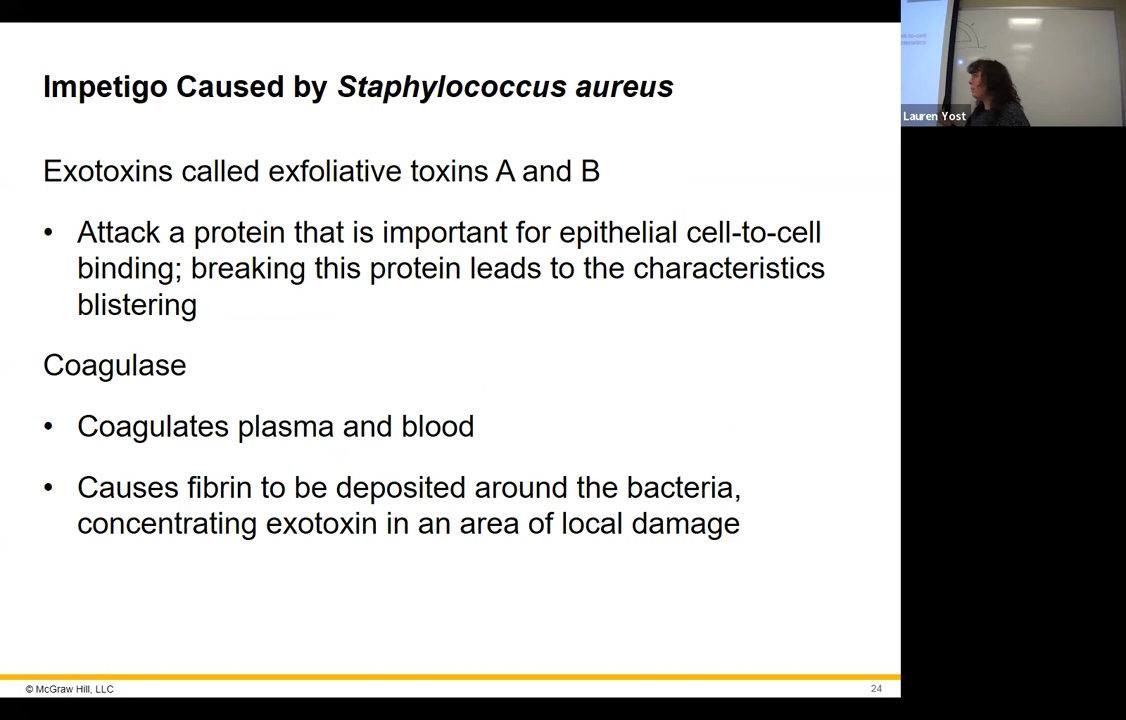 Impetigo Caused by Staphylococcus aureus
Exotoxins called exfoliative toxins A and B
• Attack a protein that is important for epithelial cell-to-cell
binding; breaking this protein leads to the characteristics
blistering
Coagulase
• Coagulates plasma and blood
• Causes fibrin to be deposited around the bacteria,
concentrating exotoxin in an area of local damage
© McGraw Hill, LLC
24
Lauren Yost